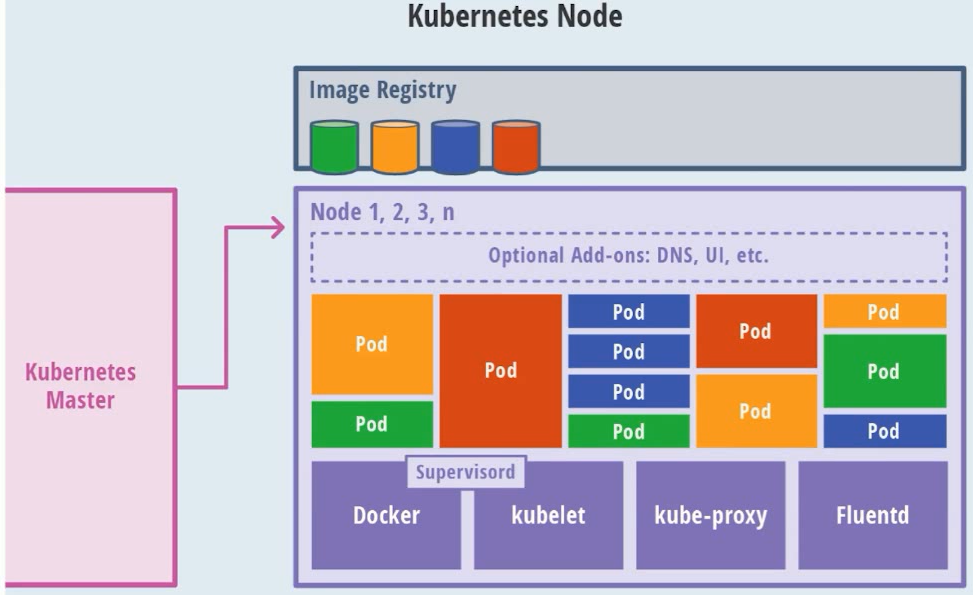 Kubernetes Node
Image Registry
Node 1, 2, 3, n
Optional Add-ons: DNS, UI, etc.
Kubernetes
Master
Pod
Pod
Pod
Pod
Pod
Pod
Pod
Pod
Pod
Pod
Pod
Pod
Supervisord
Docker
kubelet
kube-proxy
Fluentd